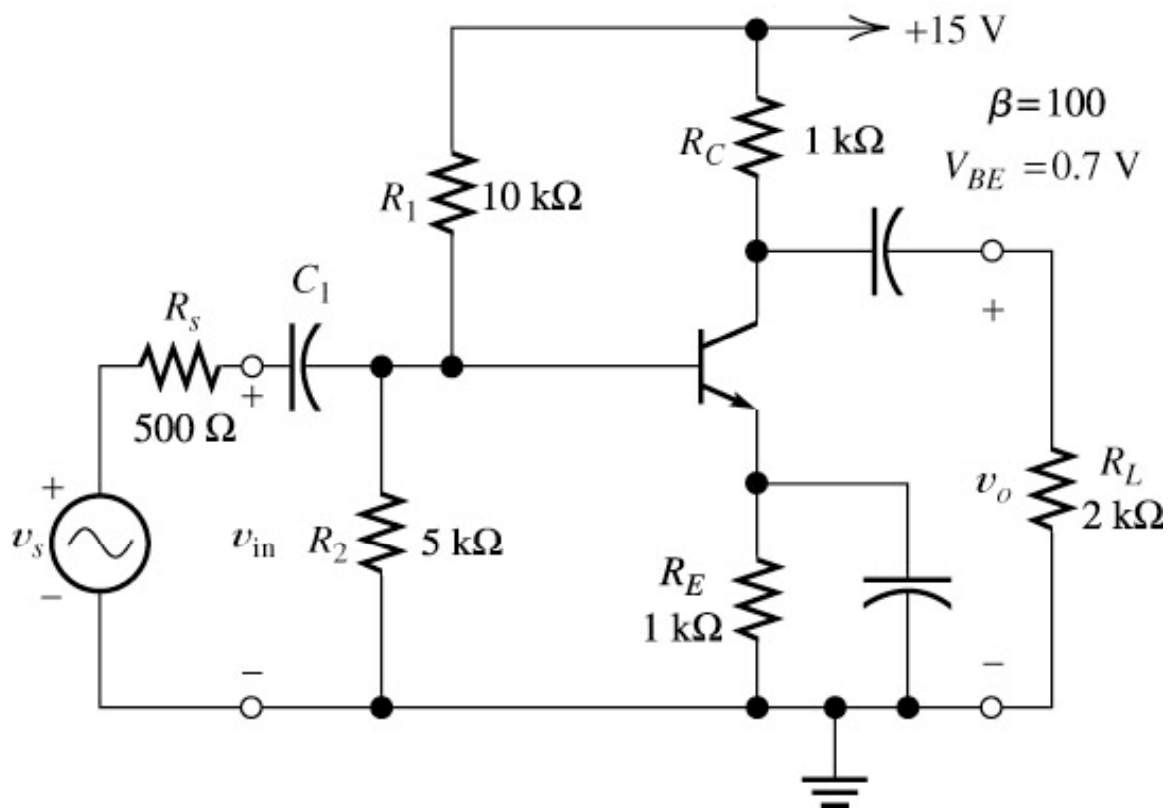 +15 V
β=100
R_C 1 kΩ
V_BE =0.7 V
R_1 10 kΩ
C_1
R_s
+
+
500 Ω
+
R_L
v_s
v_in
R_2
5 kΩ
v_o
2 kΩ
R_E
−
1 kΩ
−
−